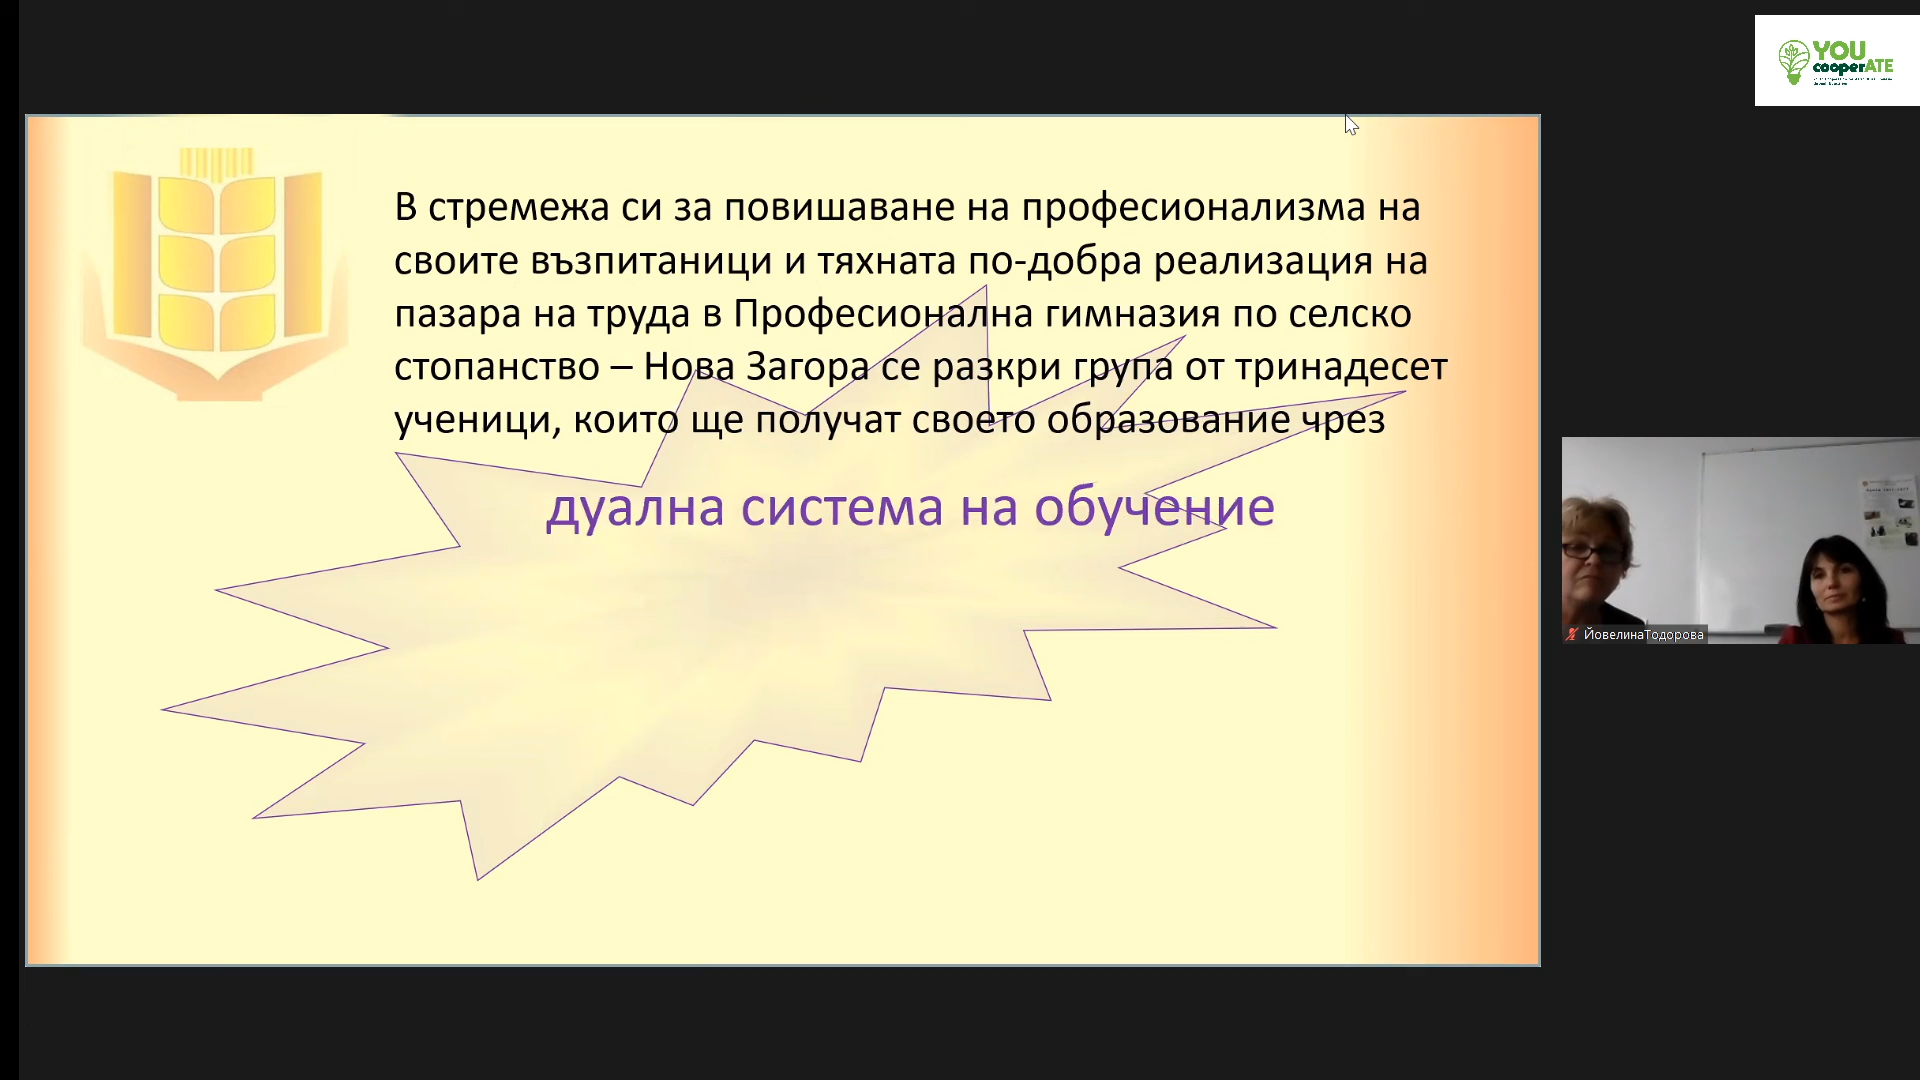 YOU
cooperATE
В стремежа си за повишаване на професионализма на
своите възпитаници и тяхната по-добра реализация на
пазара на труда в Професионална гимназия по селско
стопанство – Нова Загора се разкри група от тринадесет
ученици, които ще получат своето образование чрез
дуална система на обучение
ЙовелинаТодорова